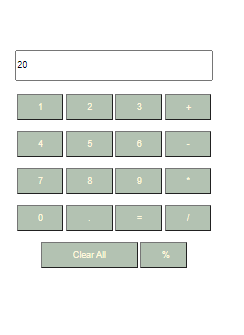 20
1 2 3 +
4 5 6 -
7 8 9 *
0 . = /
Clear All %